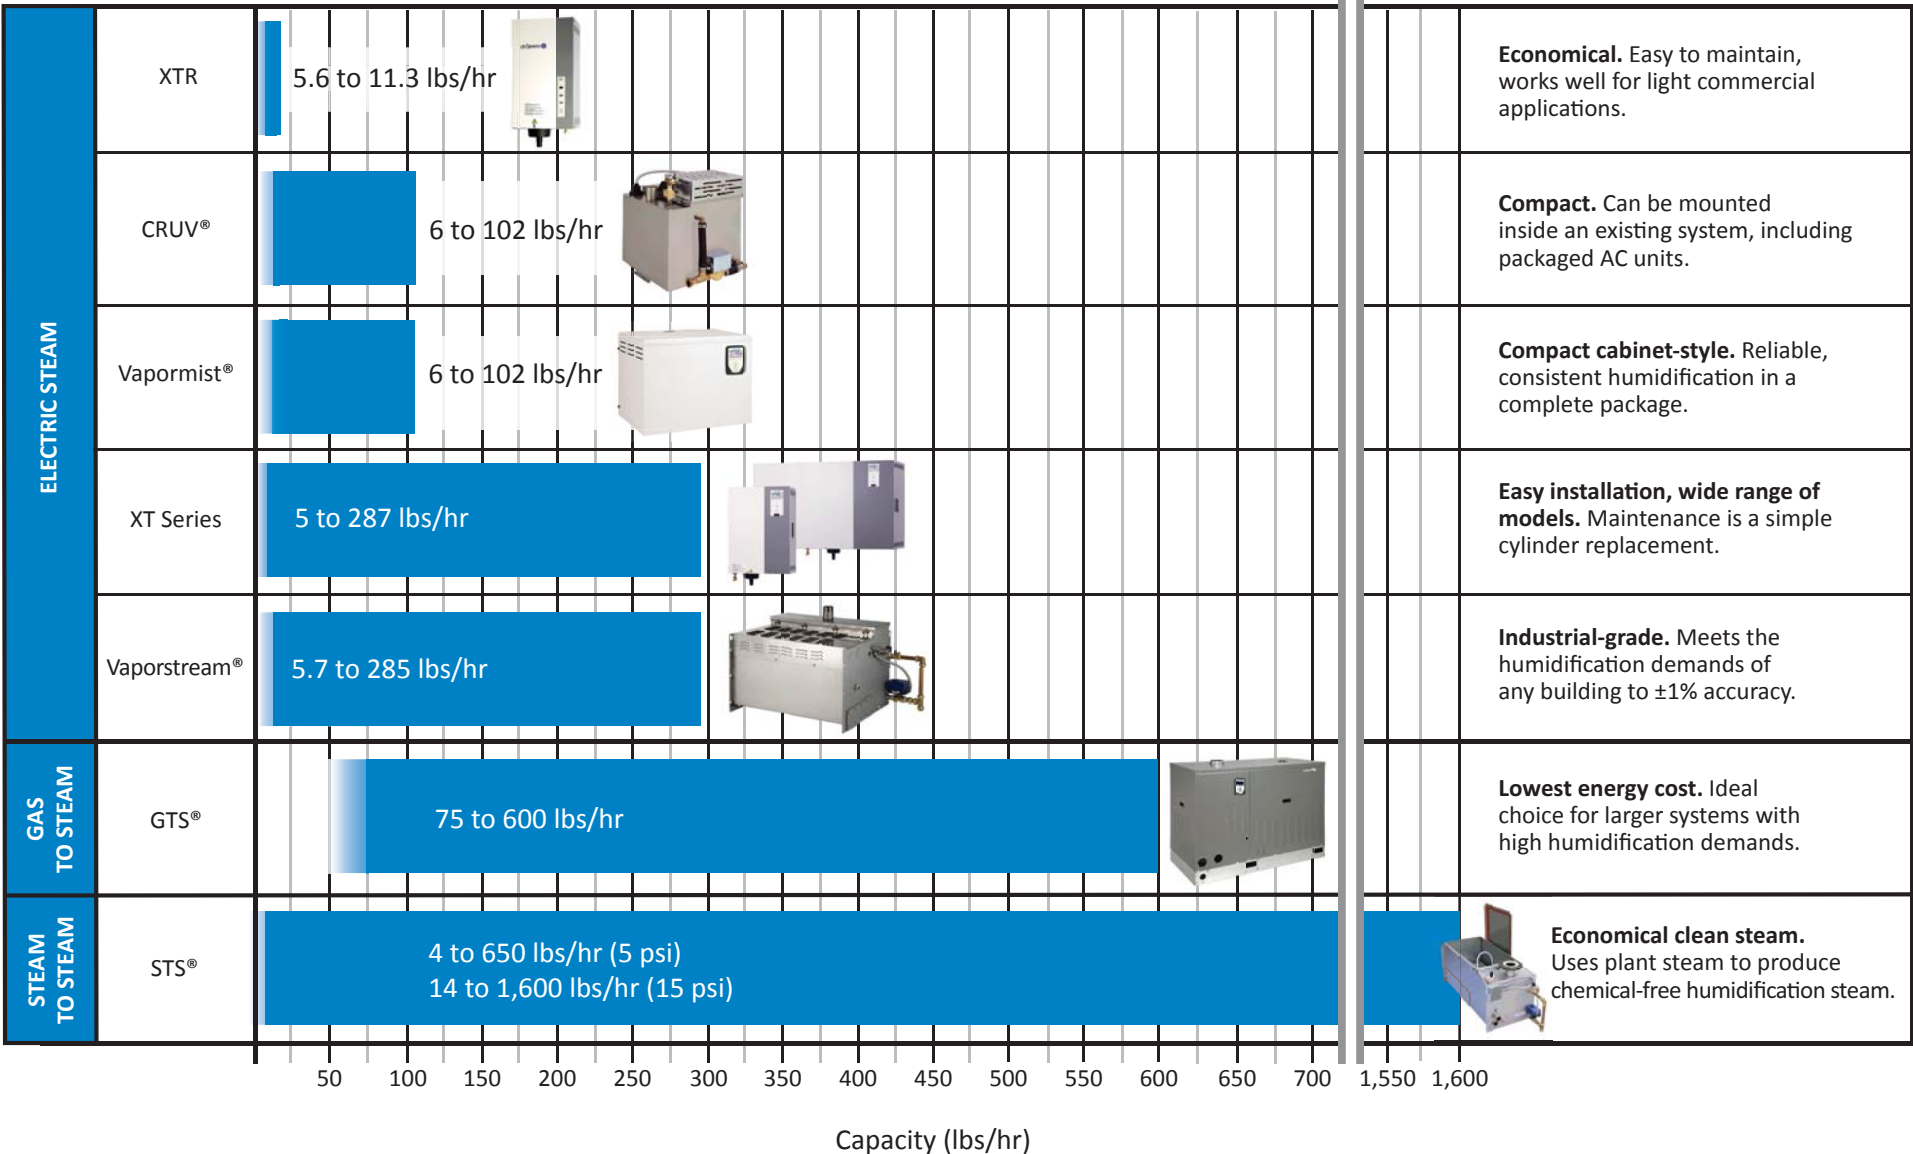 ELECTRIC STEAM
XTR
5.6 to 11.3 lbs/hr
Economical. Easy to maintain,
works well for light commercial
applications.
CRUV®
6 to 102 lbs/hr
Compact. Can be mounted
inside an existing system, including
packaged AC units.
Vapormist®
6 to 102 lbs/hr
Compact cabinet-style. Reliable,
consistent humidification in a
complete package.
XT Series
5 to 287 lbs/hr
Easy installation, wide range of
models. Maintenance is a simple
cylinder replacement.
Vaporstream®
5.7 to 285 lbs/hr
Industrial-grade. Meets the
humidification demands of
any building to ±1% accuracy.
GAS
TO STEAM
GTS®
75 to 600 lbs/hr
Lowest energy cost. Ideal
choice for larger systems with
high humidification demands.
STEAM
TO STEAM
STS®
4 to 650 lbs/hr (5 psi)
14 to 1,600 lbs/hr (15 psi)
Economical clean steam.
Uses plant steam to produce
chemical-free humidification steam.
50 100 150 200 250 300 350 400 450 500 550 600 650 700 1,550 1,600
Capacity (lbs/hr)